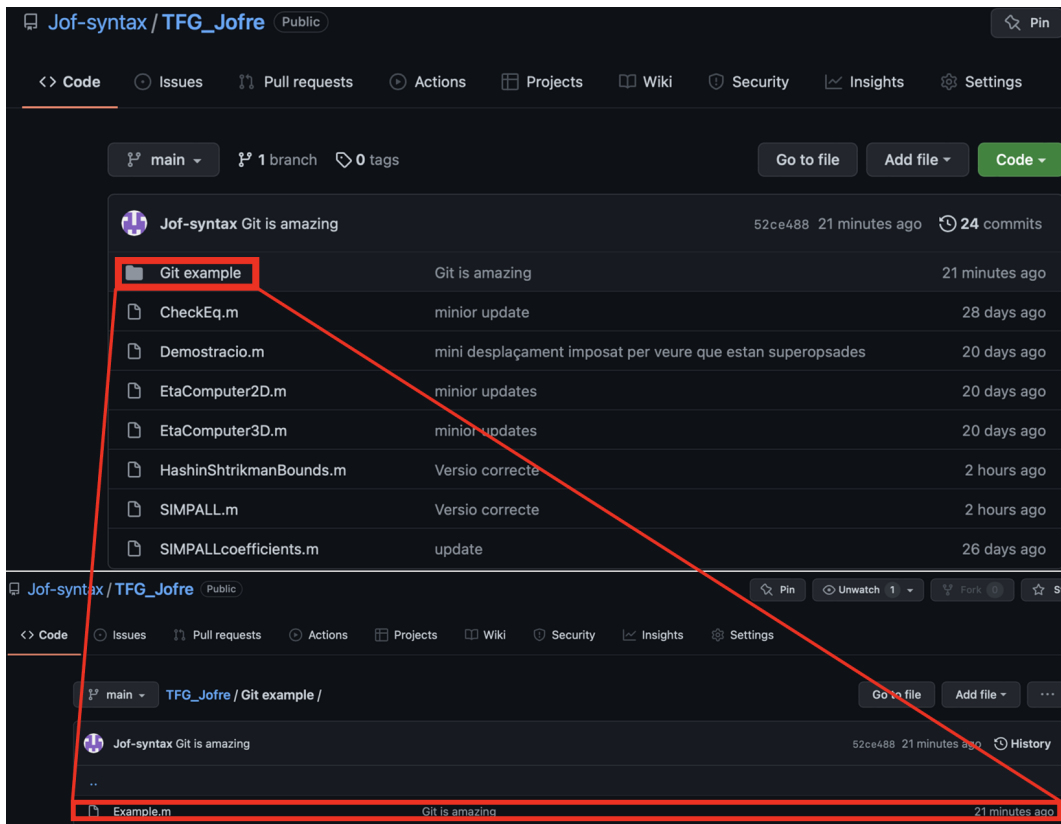 Jof-syntax / TFG_Jofre Public Pin
<> Code Issues Pull requests Actions Projects Wiki Security Insights Settings
main 1 branch 0 tags Go to file Add file Code
Jof-syntax Git is amazing 52ce488 21 minutes ago 24 commits
Git example Git is amazing 21 minutes ago
CheckEq.m minior update 28 days ago
Demostracio.m mini desplaçament imposat per veure que estan superopsades 20 days ago
EtaComputer2D.m minior updates 20 days ago
EtaComputer3D.m minior updates 20 days ago
HashinShtrikmanBounds.m Versio correcte 2 hours ago
SIMPALL.m Versio correcte 2 hours ago
SIMPALLcoefficients.m update 26 days ago
Jof-syntax / TFG_Jofre Public Pin Unwatch 1 Fork 0
<> Code Issues Pull requests Actions Projects Wiki Security Insights Settings
main TFG_Jofre / Git example / Go to file Add file ...
Jof-syntax Git is amazing 52ce488 21 minutes ago History
..
Example.m Git is amazing 21 minutes ago